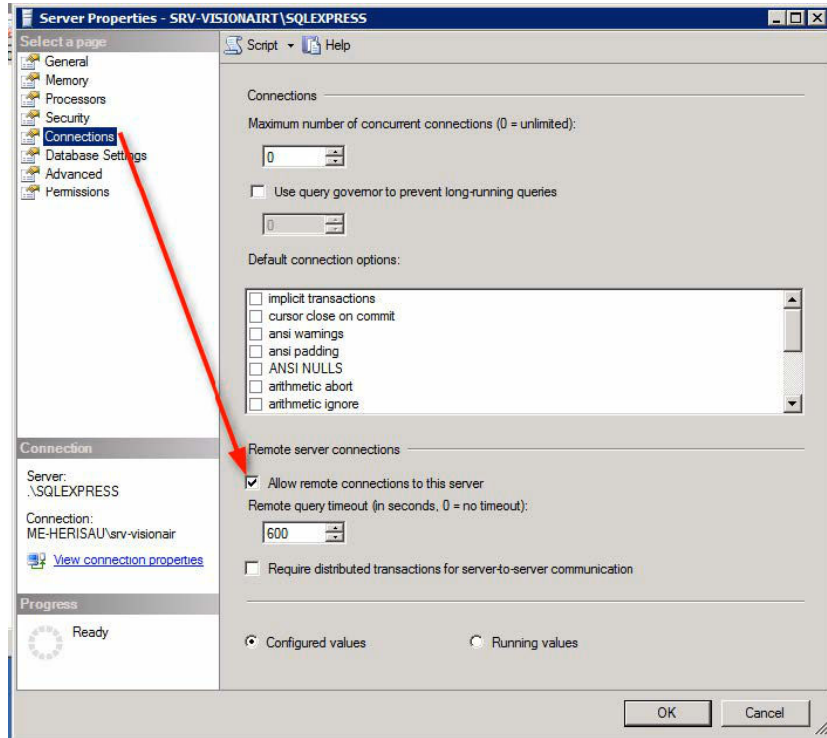 Server Properties - SRV-VISIONAIRT\SQLEXPRESS
Select a page
General
Memory
Processors
Security
Connections
Database Settings
Advanced
Permissions
Script
Help
Connections
Maximum number of concurrent connections (0 = unlimited):
0
Use query governor to prevent long-running queries
0
Default connection options:
implicit transactions
cursor close on commit
ansi warnings
ansi padding
ANSI NULLS
arithmetic abort
arithmetic ignore
Remote server connections
Allow remote connections to this server
Remote query timeout (in seconds, 0 = no timeout):
600
Require distributed transactions for server-to-server communication
Configured values
Running values
Connection
Server:
.\SQLEXPRESS
Connection:
ME-HERISAU\srv-visionair
View connection properties
Progress
Ready
OK
Cancel